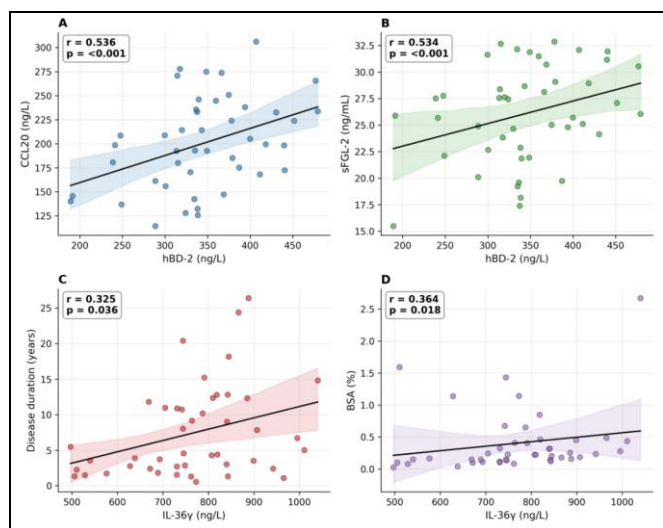 A
r = 0.536
p = <0.001
300
275
250
225
200
175
150
125
CCL20 (ng/L)
200
250
300
350
400
450
hBD-2 (ng/L)
B
r = 0.534
p = <0.001
32.5
30.0
27.5
25.0
22.5
20.0
17.5
15.0
sFGL-2 (ng/mL)
200
250
300
350
400
450
hBD-2 (ng/L)
C
r = 0.325
p = 0.036
25
20
15
10
5
0
Disease duration (years)
500
600
700
800
900
1000
IL-36γ (ng/L)
D
r = 0.364
p = 0.018
2.5
2.0
1.5
1.0
0.5
0.0
BSA (%)
500
600
700
800
900
1000
IL-36γ (ng/L)